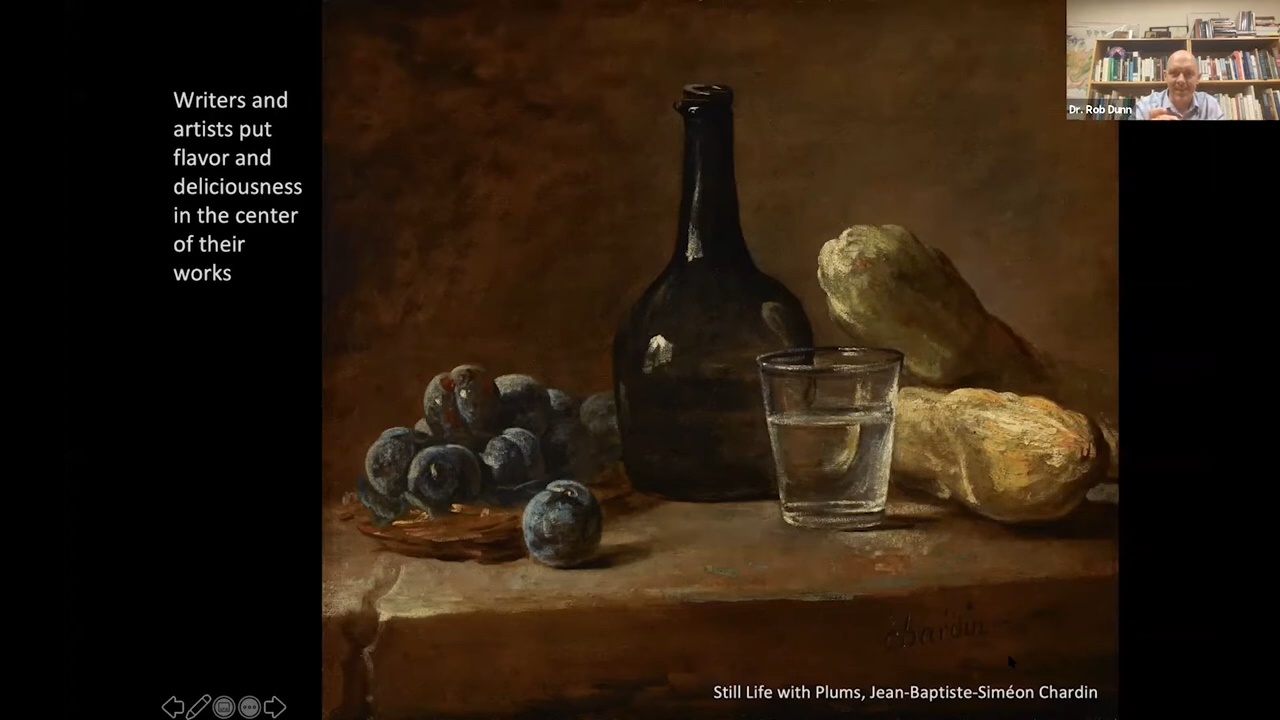 Writers and
artists put
flavor and
deliciousness
in the center
of their
works
Dr. Rob Dunn
Chardin
Still Life with Plums, Jean-Baptiste-Siméon Chardin